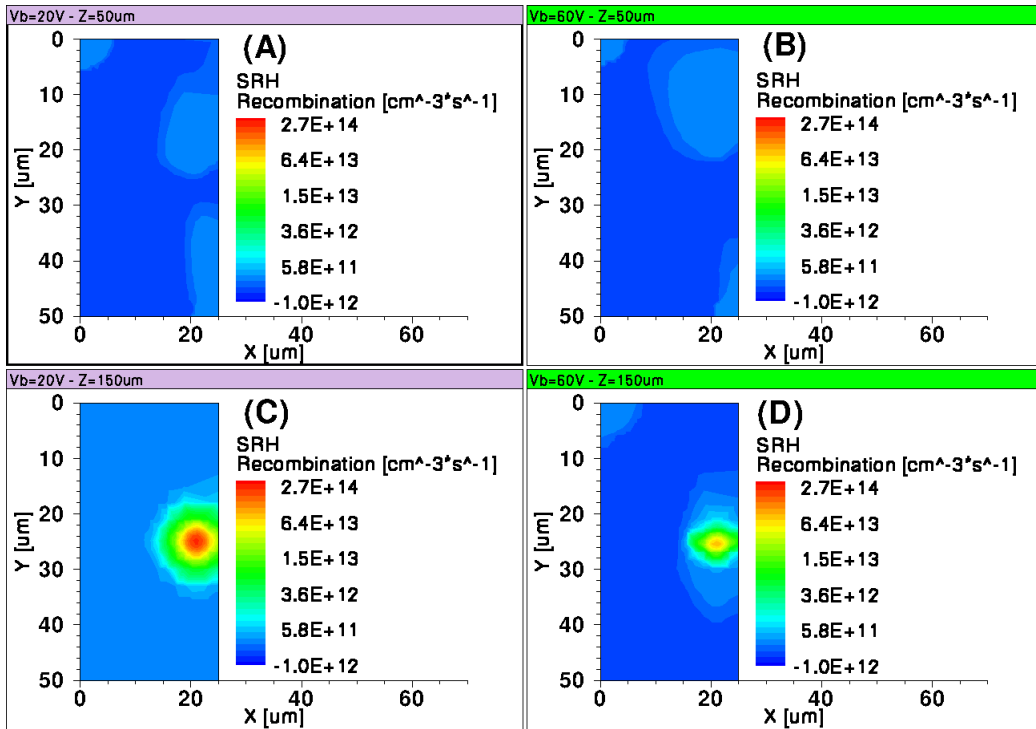 Vb=20V - Z=50um
(A)
SRH
Recombination [cm^-3*s^-1]
2.7E+14
6.4E+13
1.5E+13
3.6E+12
5.8E+11
-1.0E+12
Y [um]
0
10
20
30
40
50
0 20 40 60
X [um]
Vb=60V - Z=50um
(B)
SRH
Recombination [cm^-3*s^-1]
2.7E+14
6.4E+13
1.5E+13
3.6E+12
5.8E+11
-1.0E+12
Y [um]
0
10
20
30
40
50
0 20 40 60
X [um]
Vb=20V - Z=150um
(C)
SRH
Recombination [cm^-3*s^-1]
2.7E+14
6.4E+13
1.5E+13
3.6E+12
5.8E+11
-1.0E+12
Y [um]
0
10
20
30
40
50
0 20 40 60
X [um]
Vb=60V - Z=150um
(D)
SRH
Recombination [cm^-3*s^-1]
2.7E+14
6.4E+13
1.5E+13
3.6E+12
5.8E+11
-1.0E+12
Y [um]
0
10
20
30
40
50
0 20 40 60
X [um]